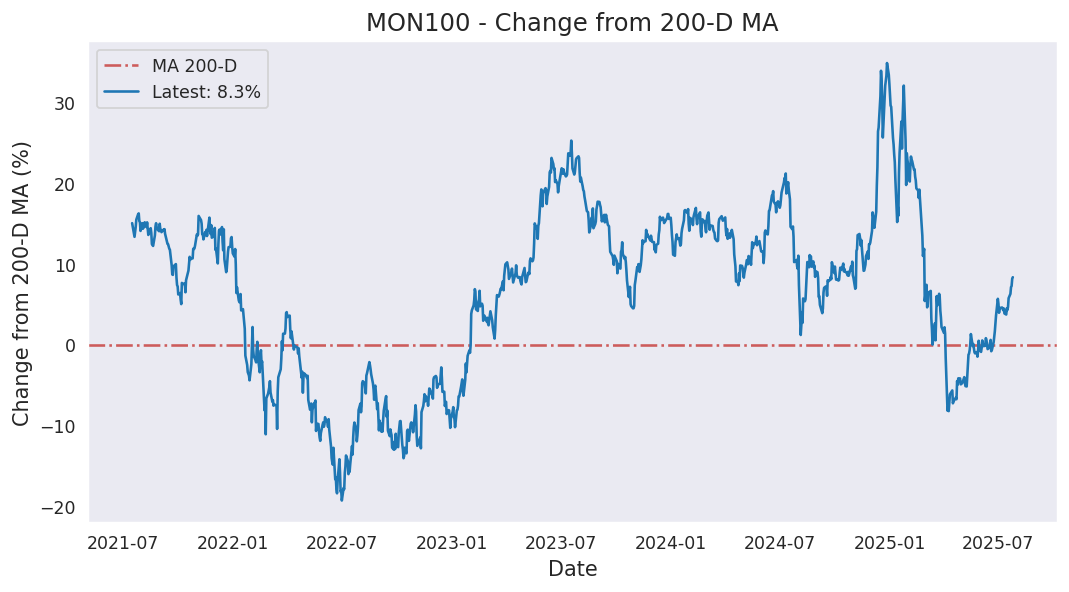 MON100 - Change from 200-D MA
MA 200-D
Latest: 8.3%
Change from 200-D MA (%)
30
20
10
0
−10
−20
2021-07 2022-01 2022-07 2023-01 2023-07 2024-01 2024-07 2025-01 2025-07
Date